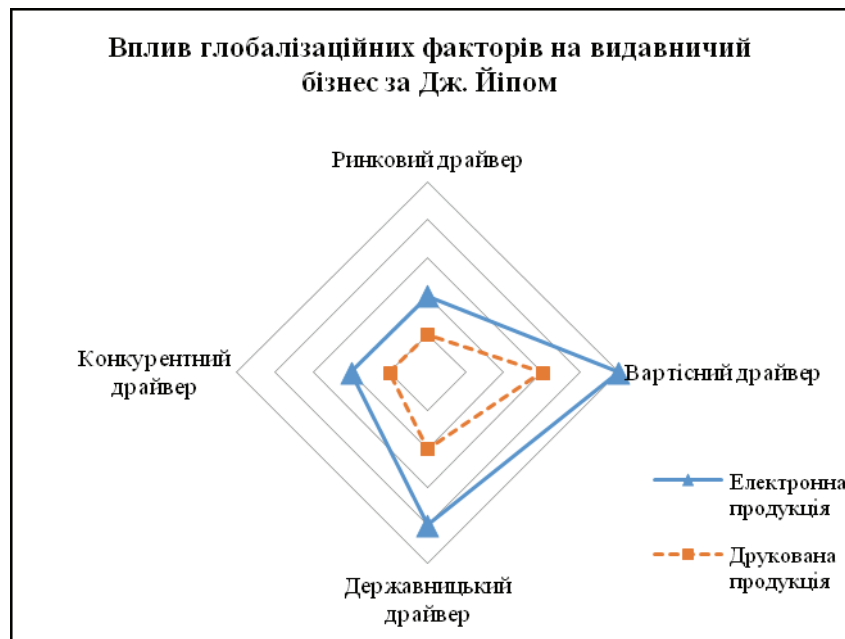 Вплив глобалізаційних факторів на видавничий
бізнес за Дж. Йіпом
Ринковий драйвер
Конкурентний
драйвер
Вартісний драйвер
Державницький
драйвер
Електронна
продукція
Друкована
продукція